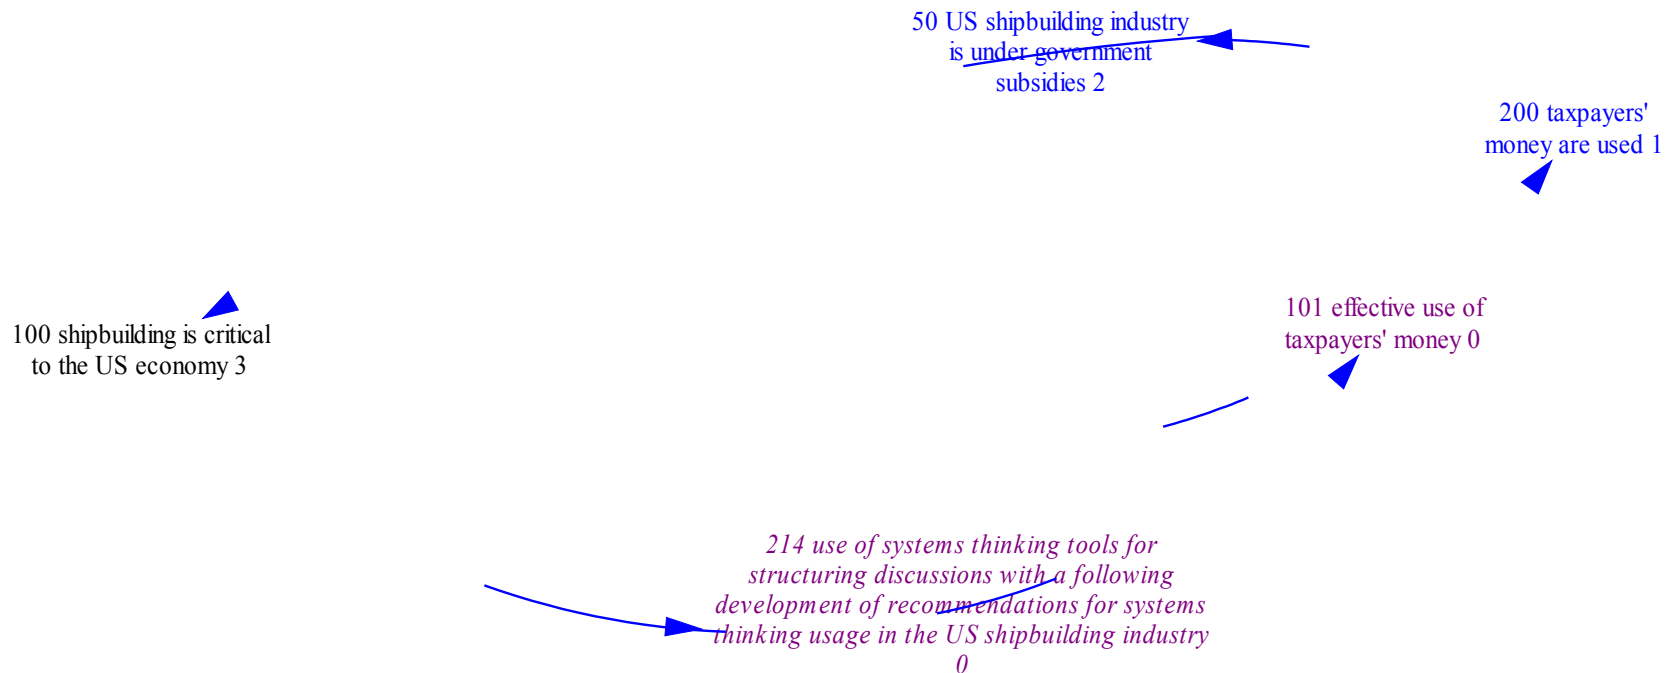 50 US shipbuilding industry
is under government
subsidies 2
200 taxpayers'
money are used 1
100 shipbuilding is critical
to the US economy 3
101 effective use of
taxpayers' money 0
214 use of systems thinking tools for
structuring discussions with a following
development of recommendations for systems
thinking usage in the US shipbuilding industry
0